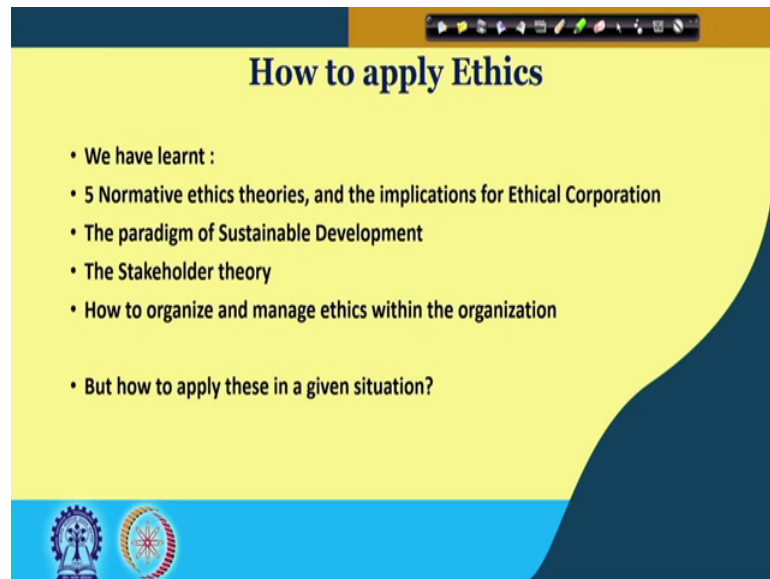 How to apply Ethics
• We have learnt :
• 5 Normative ethics theories, and the implications for Ethical Corporation
• The paradigm of Sustainable Development
• The Stakeholder theory
• How to organize and manage ethics within the organization
• But how to apply these in a given situation?